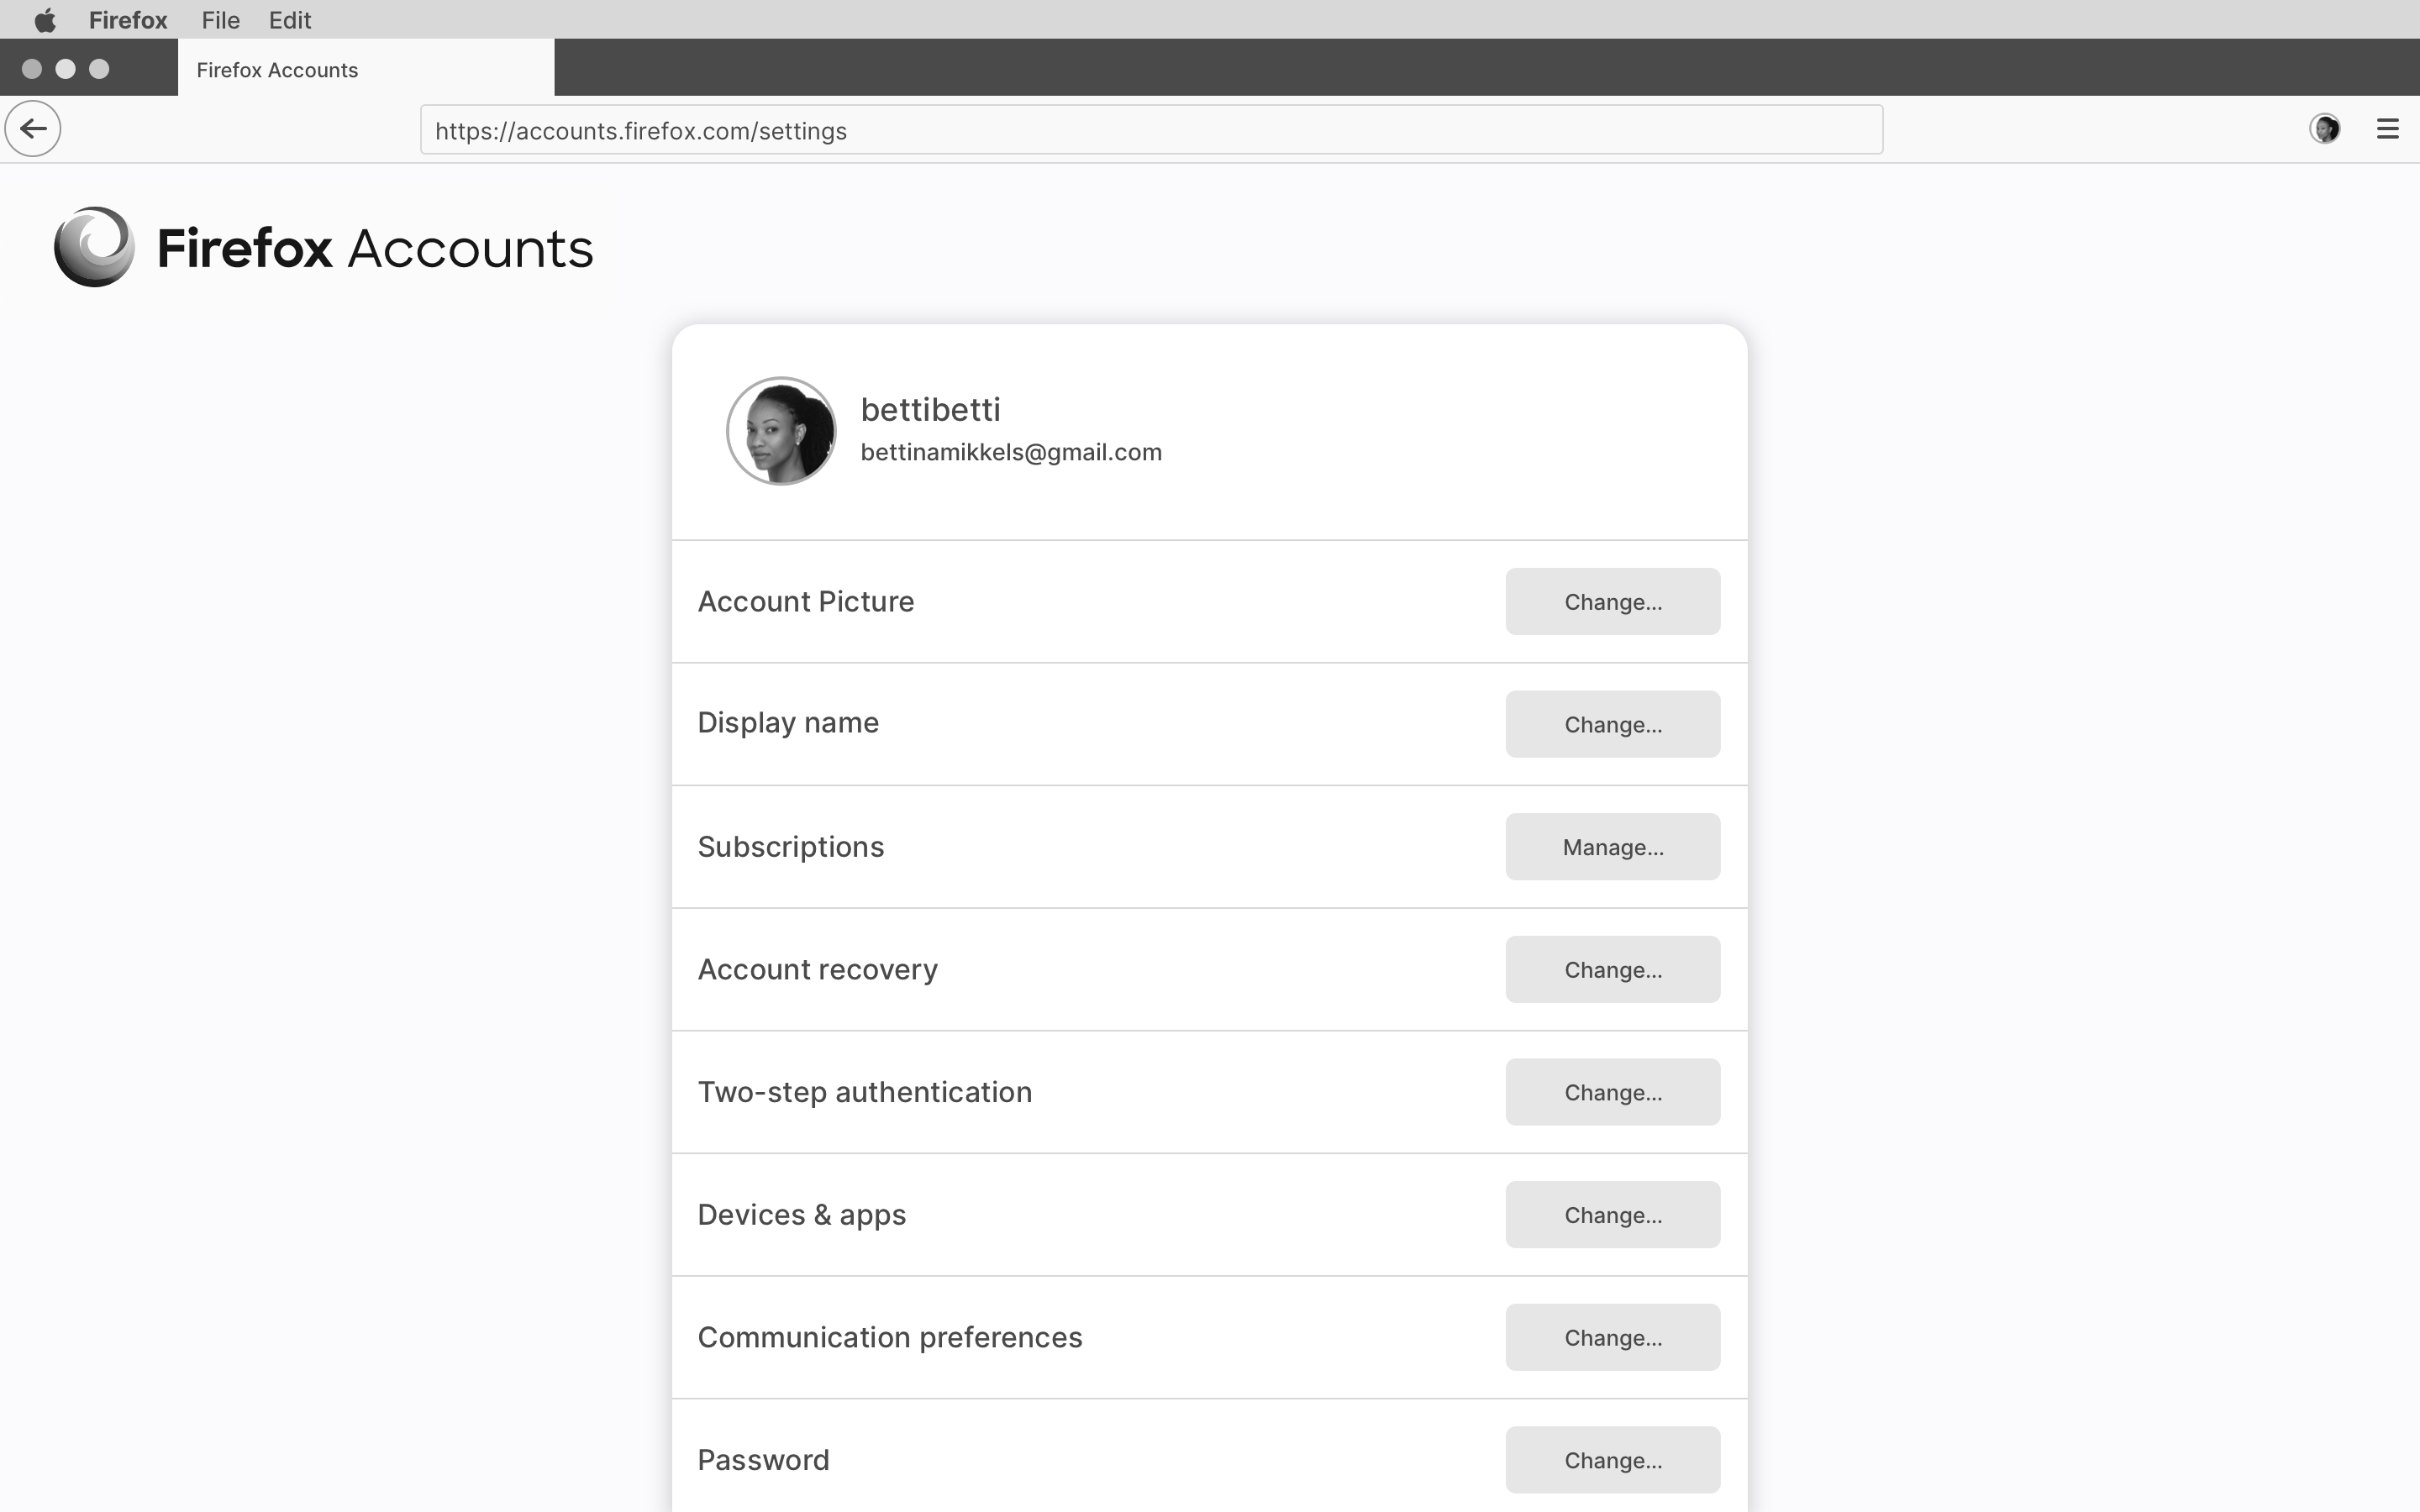 Firefox File Edit
Firefox Accounts
https://accounts.firefox.com/settings
Firefox Accounts
bettibetti
bettinamikkels@gmail.com
Account Picture Change...
Display name Change...
Subscriptions Manage...
Account recovery Change...
Two-step authentication Change...
Devices & apps Change...
Communication preferences Change...
Password Change...